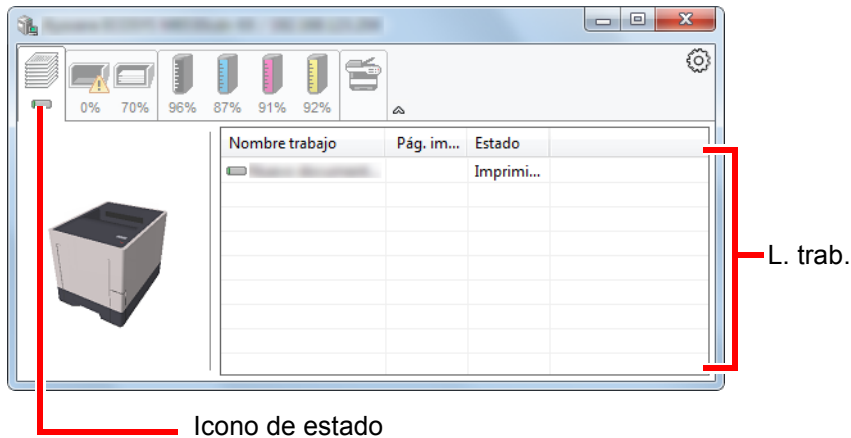 0% 70% 96% 87% 91% 92%
Nombre trabajo Pág. im... Estado
Imprimi...
L. trab.
Icono de estado